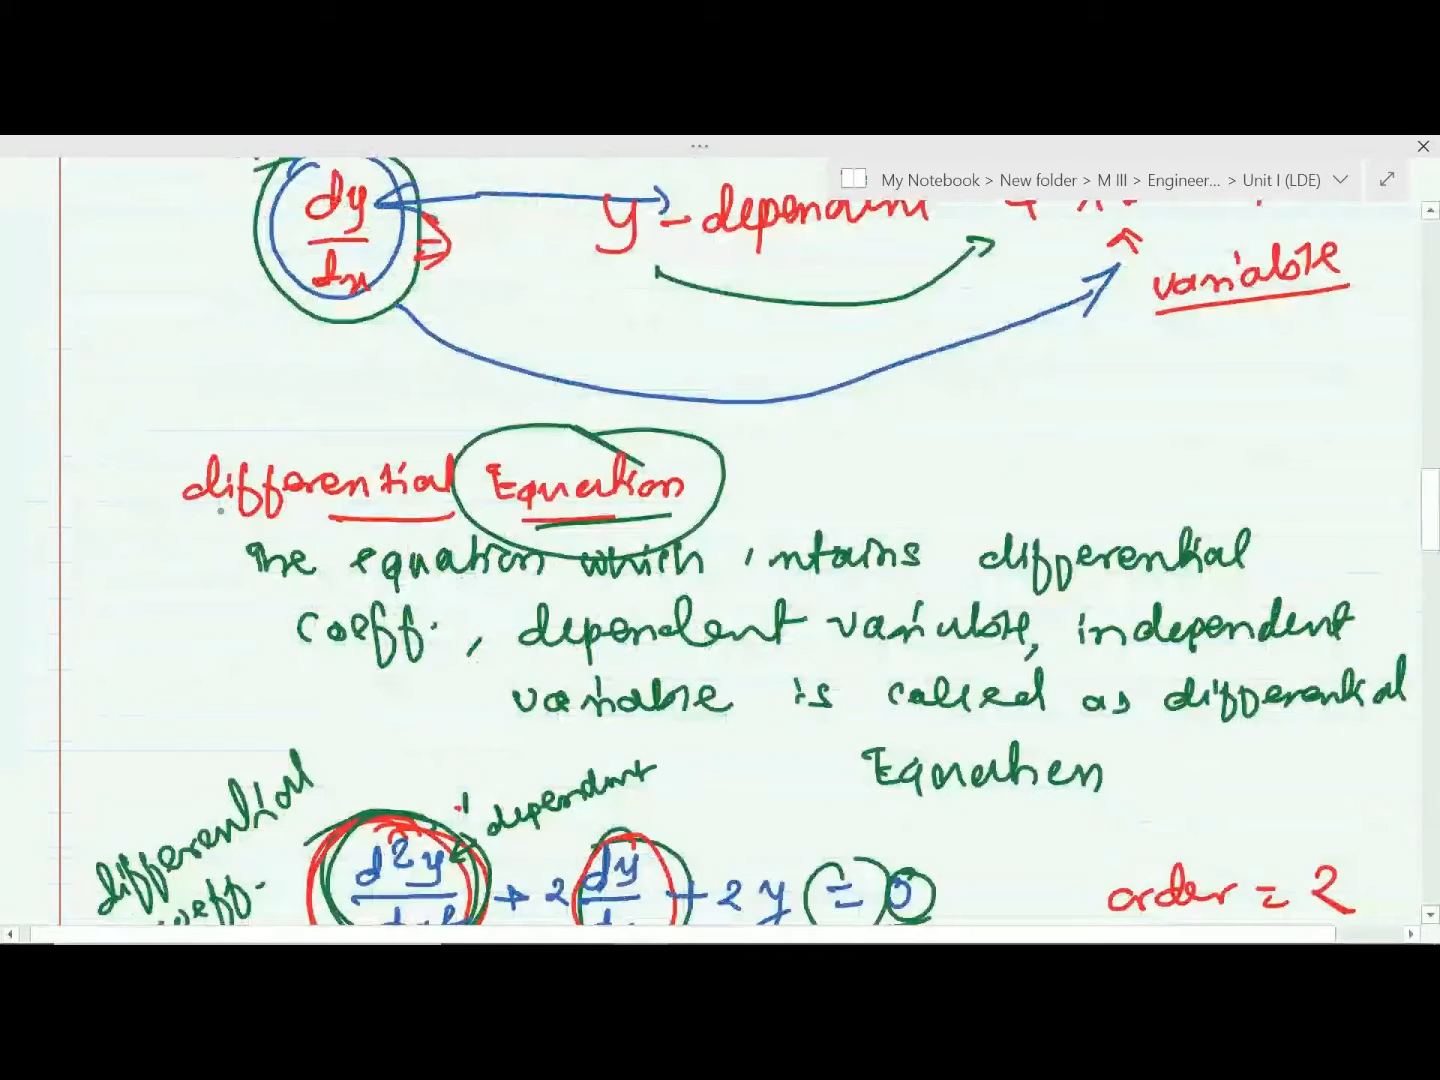 My Notebook > New folder > M III > Engineer... > Unit I (LDE)
dy/dx
y - dependent
variable
differential Equation
The equation which intains differential
coeff., dependent variable, independent
variable is called as differential
Equation
differential
coeff.
dependent
d²y + 2 dy + 2y = 0
order = 2